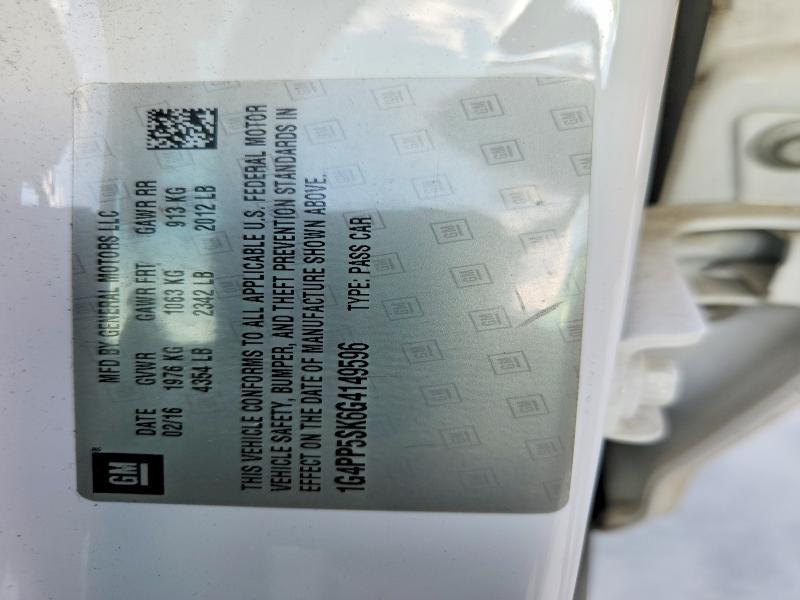 GM
MFD BY GENERAL MOTORS LLC
DATE GVWR GAWR FRT GAWR RR
02/16 1976 KG 1063 KG 913 KG
4354 LB 2342 LB 2012 LB
THIS VEHICLE CONFORMS TO ALL APPLICABLE U.S. FEDERAL MOTOR
VEHICLE SAFETY, BUMPER, AND THEFT PREVENTION STANDARDS IN
EFFECT ON THE DATE OF MANUFACTURE SHOWN ABOVE.
1G4PP5SK6G4149596 TYPE: PASS CAR